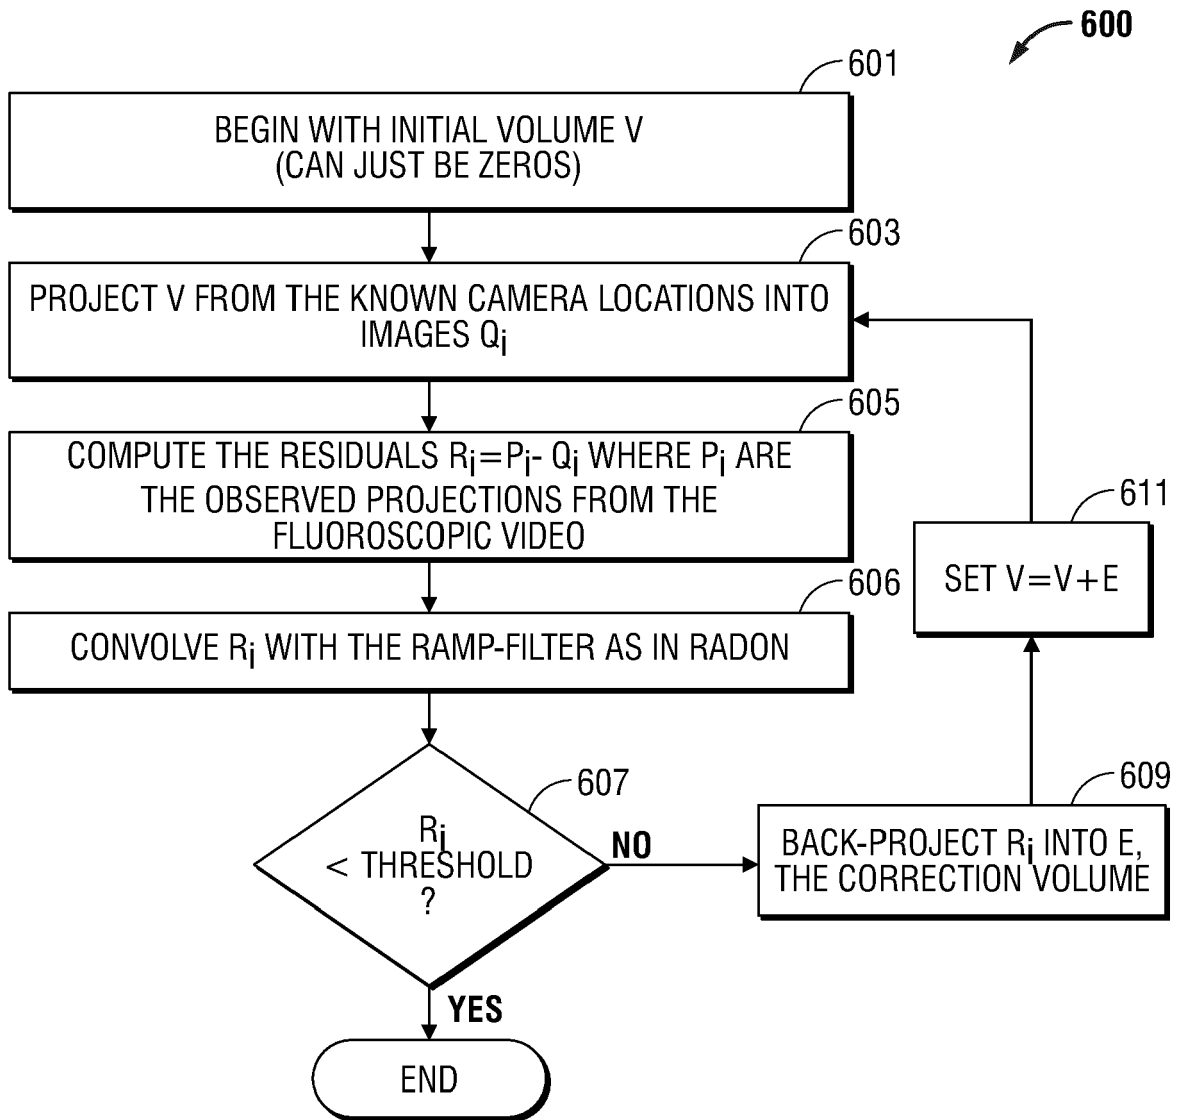 600
601
BEGIN WITH INITIAL VOLUME V
(CAN JUST BE ZEROS)
603
PROJECT V FROM THE KNOWN CAMERA LOCATIONS INTO
IMAGES Qi
605
COMPUTE THE RESIDUALS Ri=Pi- Qi WHERE Pi ARE
THE OBSERVED PROJECTIONS FROM THE
FLUOROSCOPIC VIDEO
611
SET V=V+E
606
CONVOLVE Ri WITH THE RAMP-FILTER AS IN RADON
607
Ri
< THRESHOLD
?
NO
609
BACK-PROJECT Ri INTO E,
THE CORRECTION VOLUME
YES
END